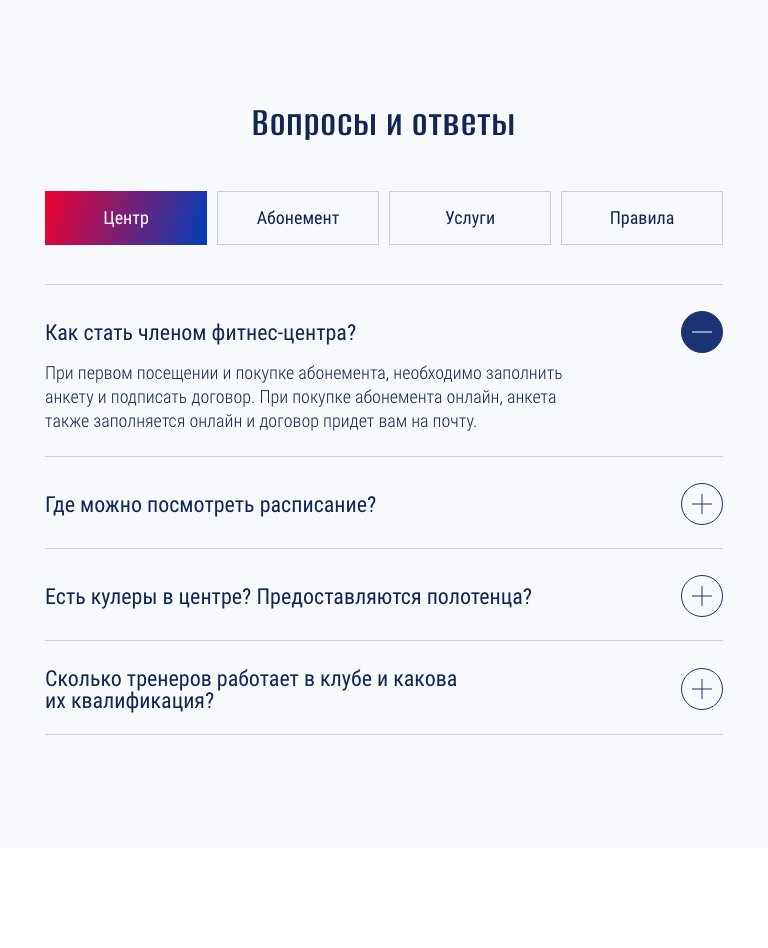 Вопросы и ответы
Центр
Абонемент
Услуги
Правила
Как стать членом фитнес-центра?
При первом посещении и покупке абонемента, необходимо заполнить
анкету и подписать договор. При покупке абонемента онлайн, анкета
также заполняется онлайн и договор придет вам на почту.
Где можно посмотреть расписание?
Есть кулеры в центре? Предоставляются полотенца?
Сколько тренеров работает в клубе и какова
их квалификация?